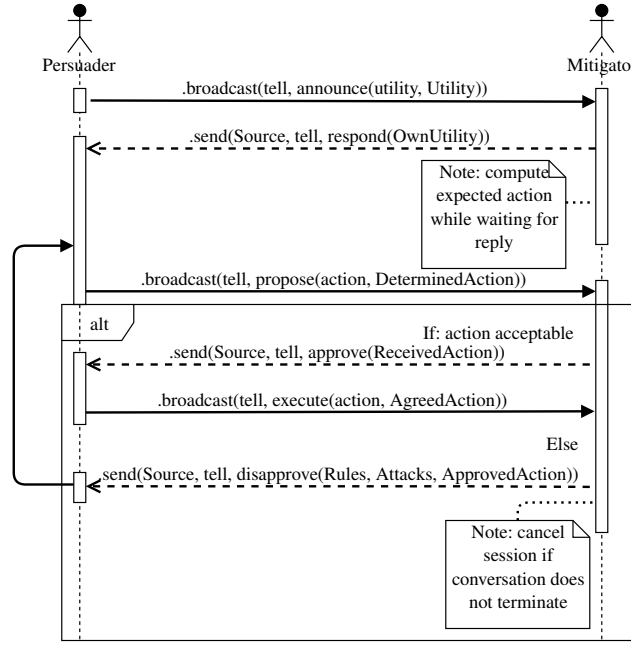 Persuader
Mitigato
.broadcast(tell, announce(utility, Utility))
.send(Source, tell, respond(OwnUtility))
Note: compute
expected action
while waiting for
reply
.broadcast(tell, propose(action, DeterminedAction))
alt
If: action acceptable
.send(Source, tell, approve(ReceivedAction))
.broadcast(tell, execute(action, AgreedAction))
Else
.send(Source, tell, disapprove(Rules, Attacks, ApprovedAction))
Note: cancel
session if
conversation does
not terminate